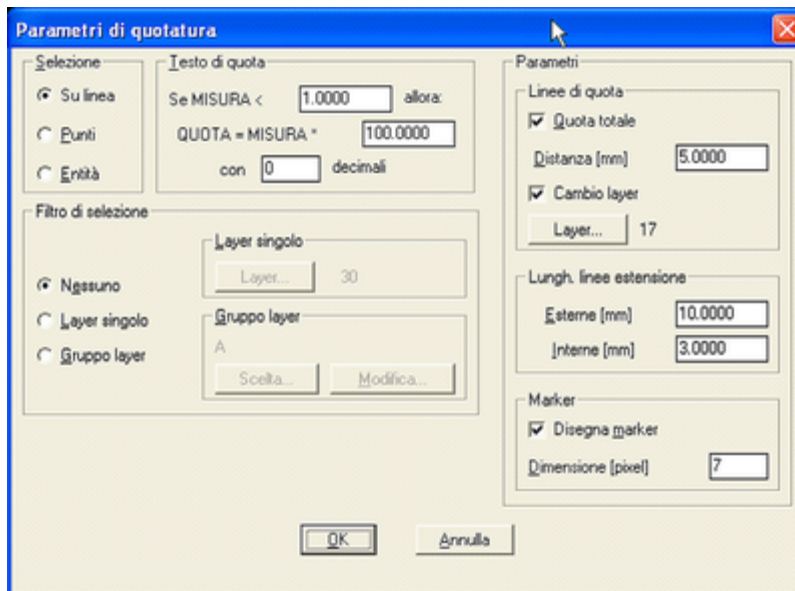 Parametri di quotatura
Selezione
Su linea
Punti
Entità
Testo di quota
Se MISURA < 1.0000 allora:
QUOTA = MISURA * 100.0000
con 0 decimali
Filtro di selezione
Nessuno
Layer singolo
Gruppo layer
Layer singolo
Layer... 30
Gruppo layer
A
Scelta... Modifica...
Parametri
Linee di quota
Quota totale
Distanza [mm] 5.0000
Cambio layer
Layer... 17
Lungh. linee estensione
Esterne [mm] 10.0000
Interne [mm] 3.0000
Marker
Disegna marker
Dimensione [pixel] 7
OK Annulla